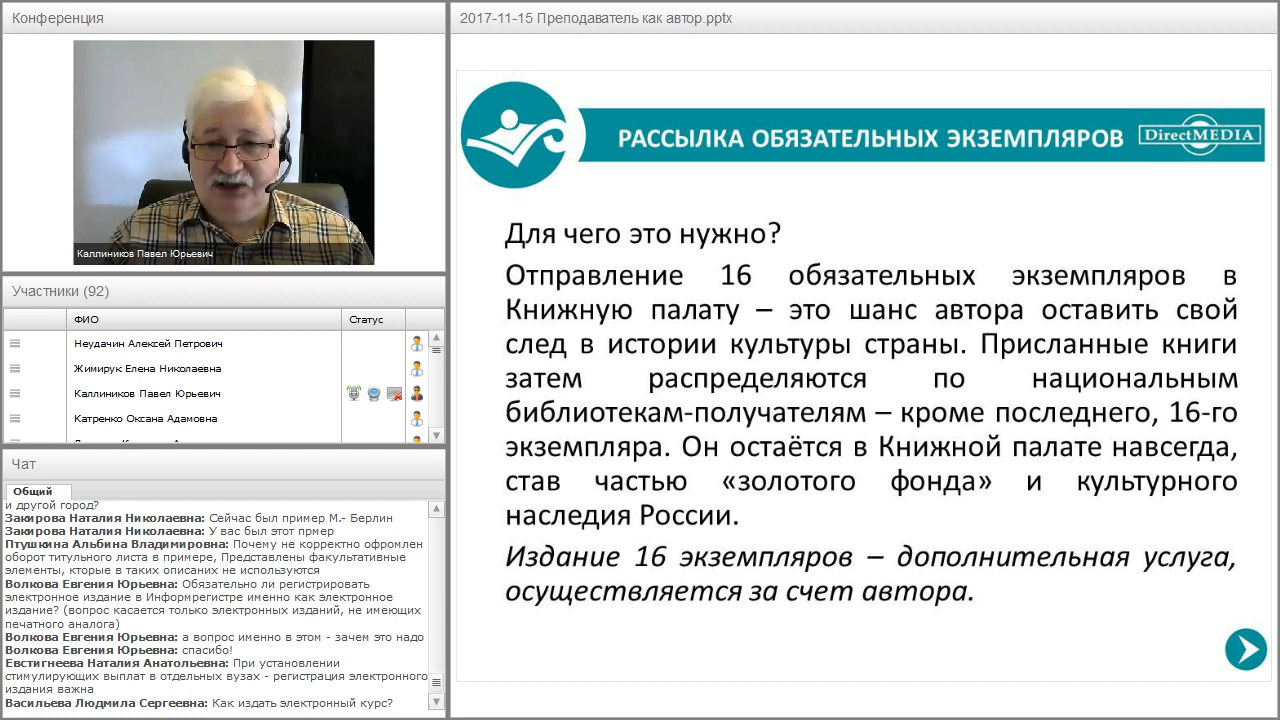 Конференция
Каллиников Павел Юрьевич
Участники (92)
ФИО Статус
Неудачин Алексей Петрович
Жимирук Елена Николаевна
Каллиников Павел Юрьевич
Катренко Оксана Адамовна
Чат
Общий
и другой город?
Закирова Наталия Николаевна: Сейчас был пример М.- Берлин
Закирова Наталия Николаевна: У вас был этот прмер
Птушкина Альбина Владимировна: Почему не корректно офромлен
оборот титульного листа в примере, Представлены факультативные
элементы, кторые в таких описаних не используются
Волкова Евгения Юрьевна: Обязательно ли регистрировать
электронное издание в Информрегистре именно как электронное
издание? (вопрос касается только электронных изданий, не имеющих
печатного аналога)
Волкова Евгения Юрьевна: а вопрос именно в этом - зачем это надо
Волкова Евгения Юрьевна: спасибо!
Евстигнеева Наталия Анатольевна: При установлении
стимулирующих выплат в отдельных вузах - регистрация электронного
издания важна
Васильева Людмила Сергеевна: Как издать электронный курс?
2017-11-15 Преподаватель как автор.pptx
РАССЫЛКА ОБЯЗАТЕЛЬНЫХ ЭКЗЕМПЛЯРОВ
DirectMEDIA
Для чего это нужно?
Отправление 16 обязательных экземпляров в
Книжную палату – это шанс автора оставить свой
след в истории культуры страны. Присланные книги
затем распределяются по национальным
библиотекам-получателям – кроме последнего, 16-го
экземпляра. Он остаётся в Книжной палате навсегда,
став частью «золотого фонда» и культурного
наследия России.
Издание 16 экземпляров – дополнительная услуга,
осуществляется за счет автора.